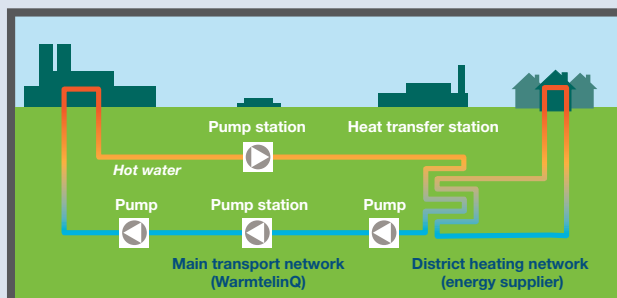 Pump station
Heat transfer station
Hot water
Pump
Pump station
Pump
Main transport network
(WarmtelinQ)
District heating network
(energy supplier)